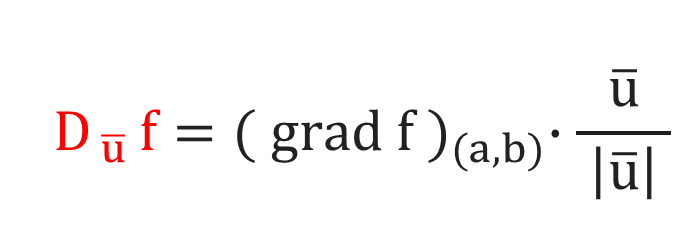 D ū f = ( grad f )(a,b) · ū / |ū|